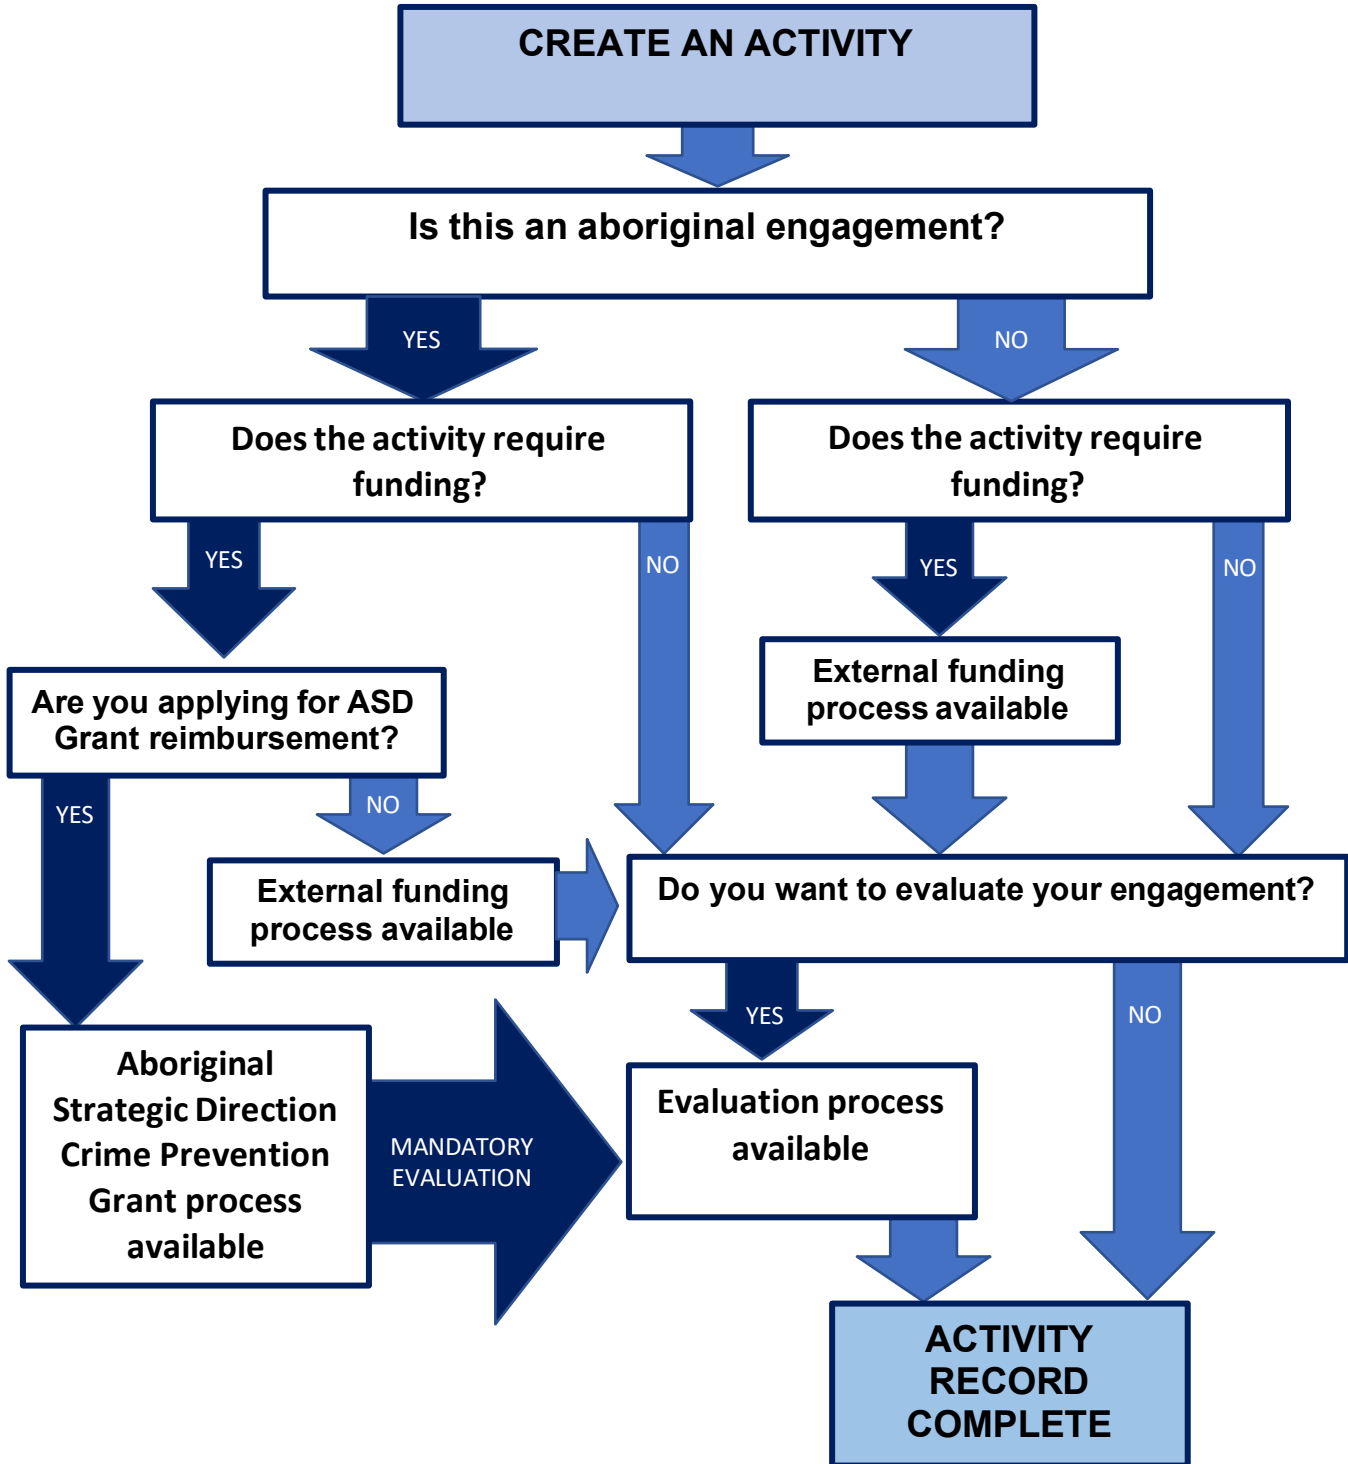 CREATE AN ACTIVITY
Is this an aboriginal engagement?
YES
NO
Does the activity require
funding?
Does the activity require
funding?
YES
NO
YES
NO
External funding
process available
Are you applying for ASD
Grant reimbursement?
YES
NO
External funding
process available
Do you want to evaluate your engagement?
YES
NO
Aboriginal
Strategic Direction
Crime Prevention
Grant process
available
MANDATORY
EVALUATION
Evaluation process
available
ACTIVITY
RECORD
COMPLETE